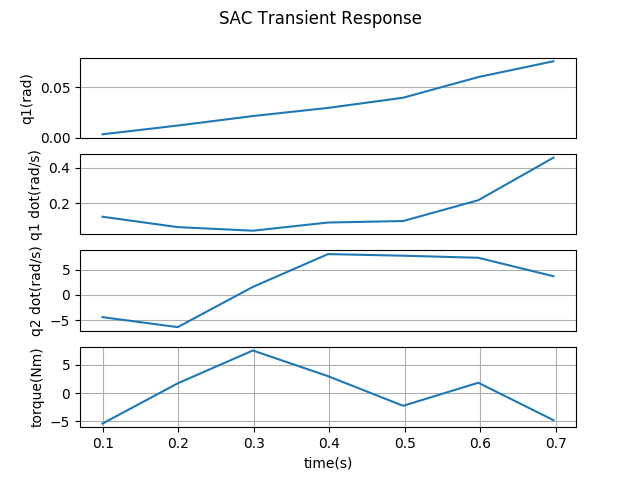 SAC Transient Response
q1(rad)
0.05
0.00
q1 dot(rad/s)
0.4
0.2
q2 dot(rad/s)
5
0
−5
torque(Nm)
5
0
−5
0.1 0.2 0.3 0.4 0.5 0.6 0.7
time(s)